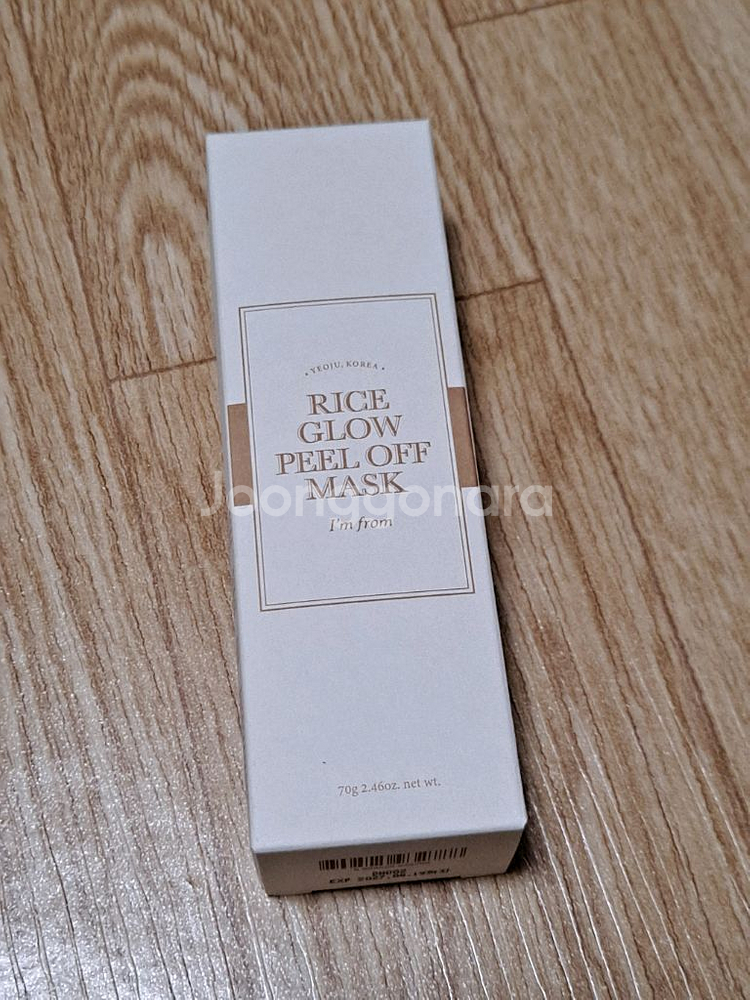 • YEOJU, KOREA •
RICE
GLOW
PEEL OFF
MASK
I'm from
Joonggonara
70g 2.46oz. net wt.